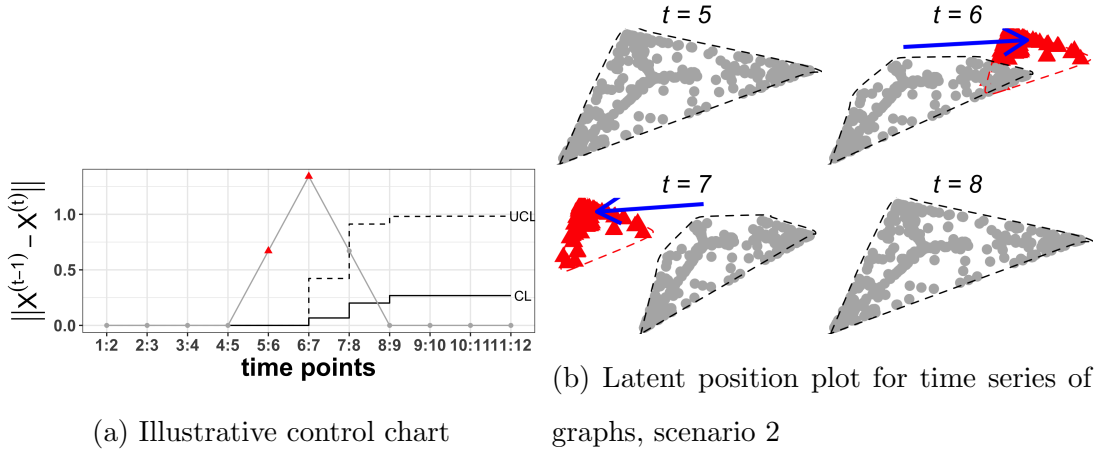 ||X^(t−1) − X^(t)||
1.0
0.5
0.0
UCL
CL
1:2 2:3 3:4 4:5 5:6 6:7 7:8 8:9 9:10 10:11 11:12
time points
(a) Illustrative control chart
t = 5
t = 6
t = 7
t = 8
(b) Latent position plot for time series of
graphs, scenario 2